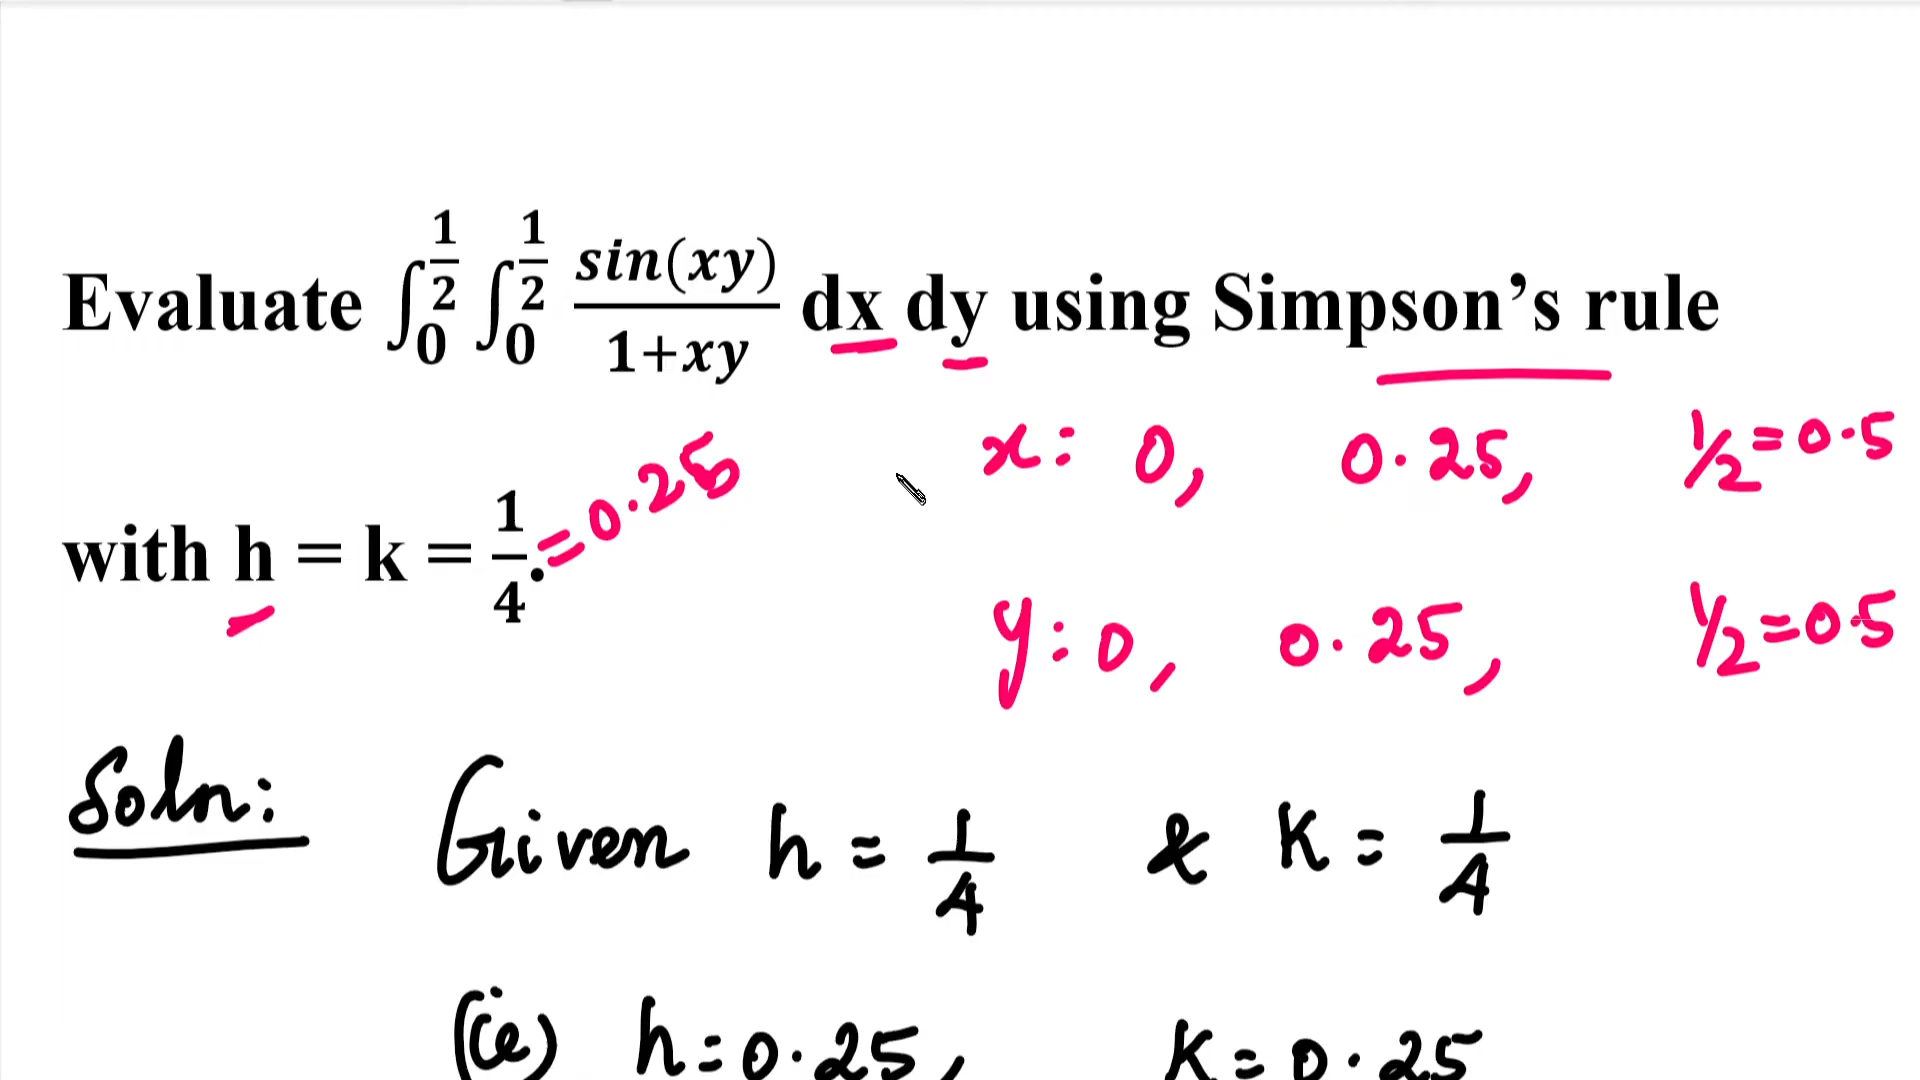 Evaluate ∫₀^{1/2} ∫₀^{1/2} sin(xy)/(1+xy) dx dy using Simpson’s rule
x: 0, 0.25, 1/2=0.5
with h = k = 1/4. =0.25
y: 0, 0.25, 1/2=0.5
Soln: Given h = 1/4 & K = 1/4
(ie) h=0.25, K=0.25